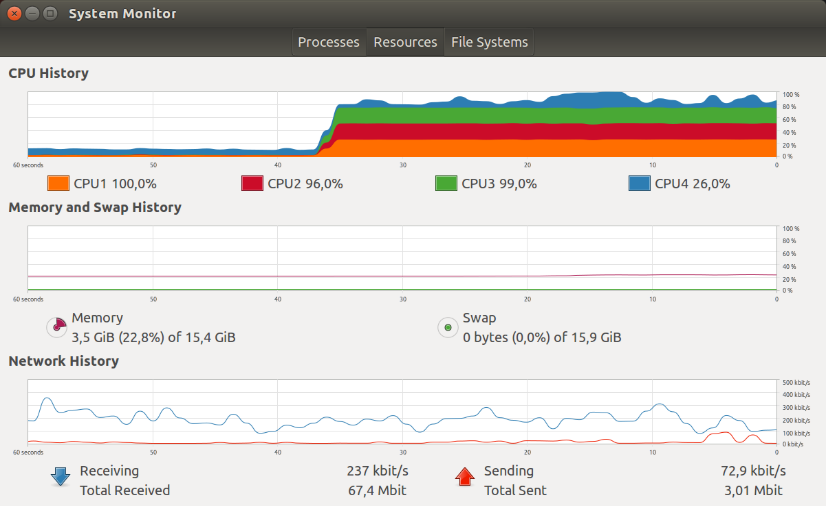 System Monitor
Processes Resources File Systems
CPU History
100 %
80 %
60 %
40 %
20 %
0 %
60 seconds 50 40 30 20 10 0
CPU1 100,0% CPU2 96,0% CPU3 99,0% CPU4 26,0%
Memory and Swap History
100 %
80 %
60 %
40 %
20 %
0 %
60 seconds 50 40 30 20 10 0
Memory Swap
3,5 GiB (22,8%) of 15,4 GiB 0 bytes (0,0%) of 15,9 GiB
Network History
500 kbit/s
400 kbit/s
300 kbit/s
200 kbit/s
100 kbit/s
0 kbit/s
60 seconds 50 40 30 20 10 0
Receiving 237 kbit/s Sending 72,9 kbit/s
Total Received 67,4 Mbit Total Sent 3,01 Mbit